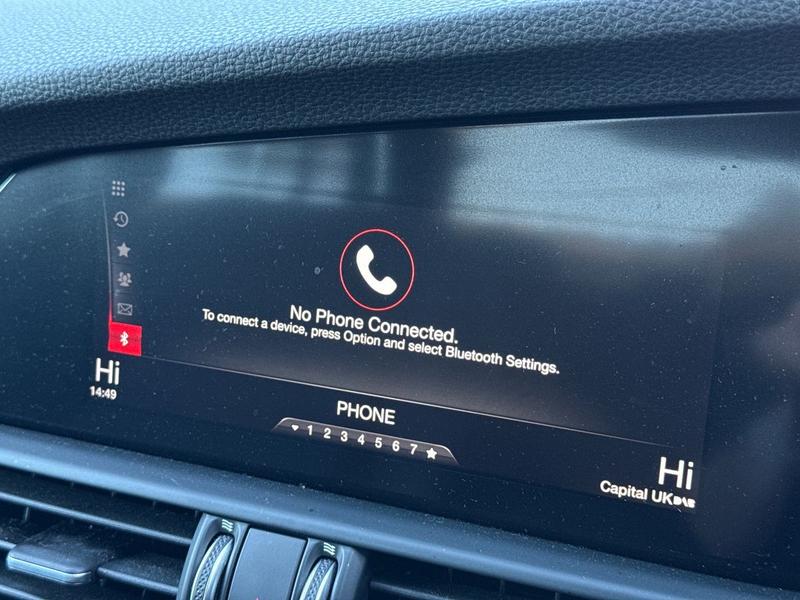 No Phone Connected.
To connect a device, press Option and select Bluetooth Settings.
Hi
14:49
PHONE
1 2 3 4 5 6 7
Hi
Capital UK DAB